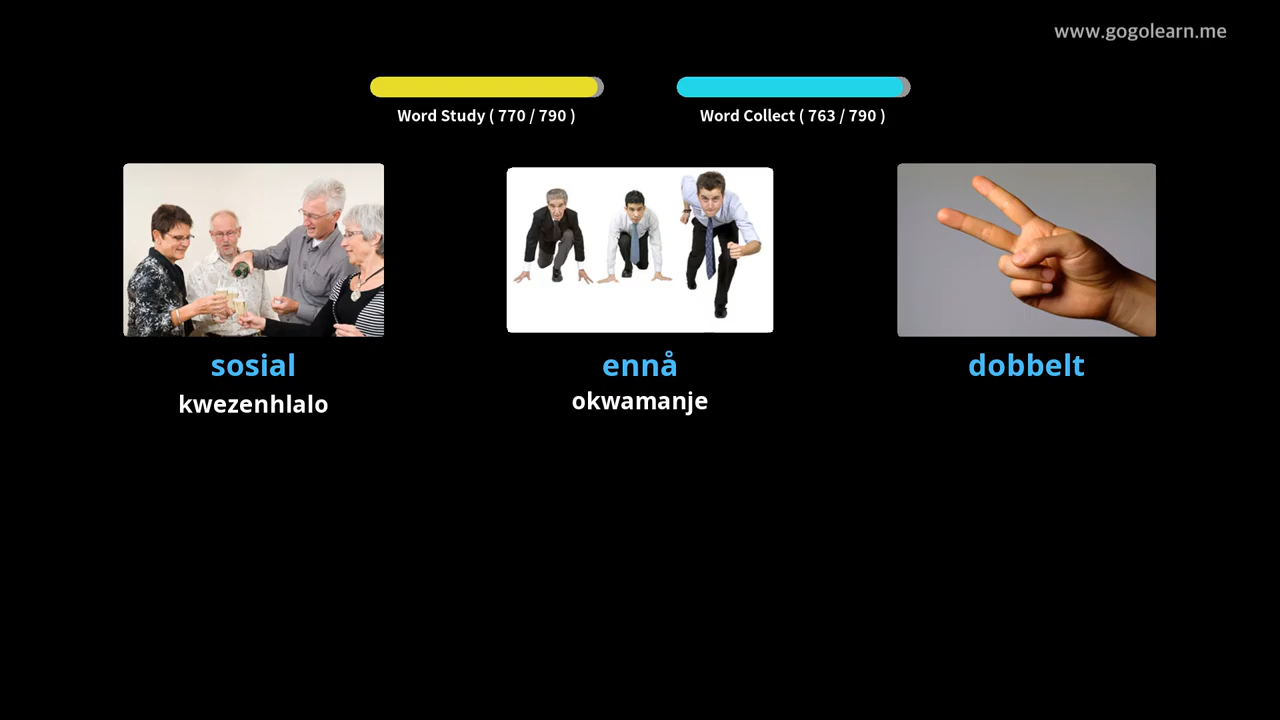 www.gogolearn.me
Word Study ( 770 / 790 )
Word Collect ( 763 / 790 )
sosial
ennå
dobbelt
kwezenhlalo
okwamanje